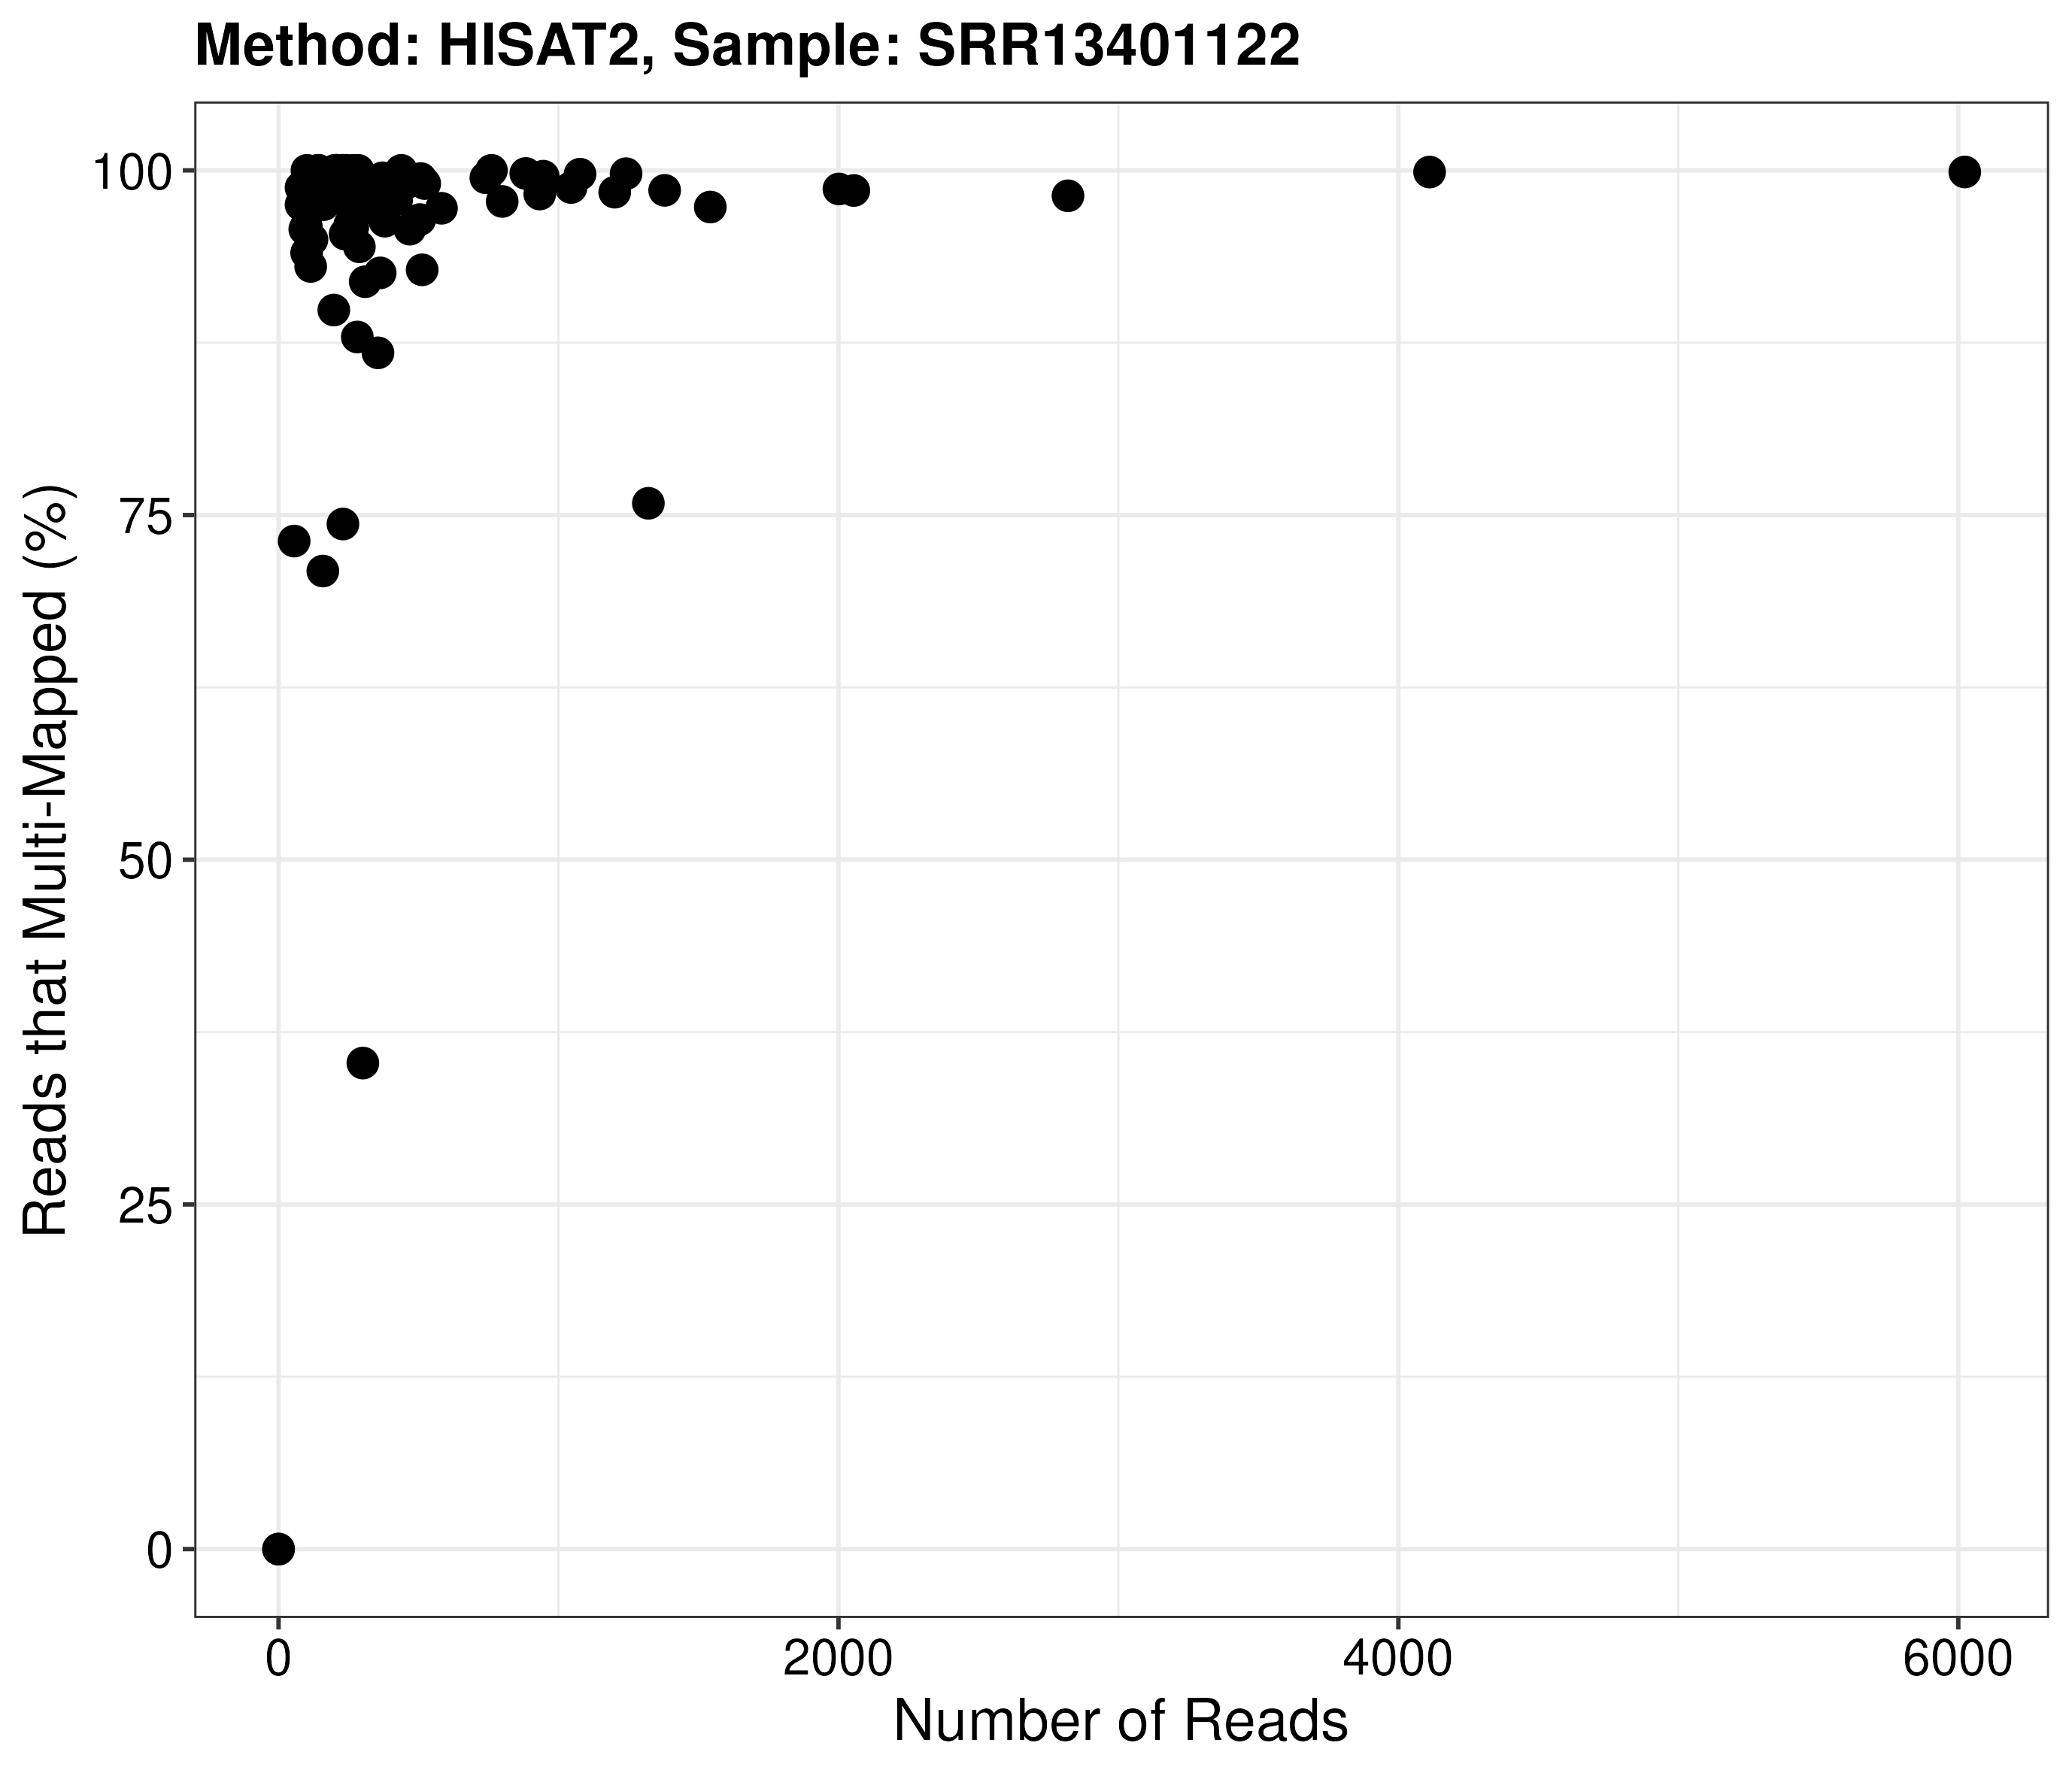 Method: HISAT2, Sample: SRR13401122
Reads that Multi-Mapped (%)
100
75
50
25
0
0 2000 4000 6000
Number of Reads